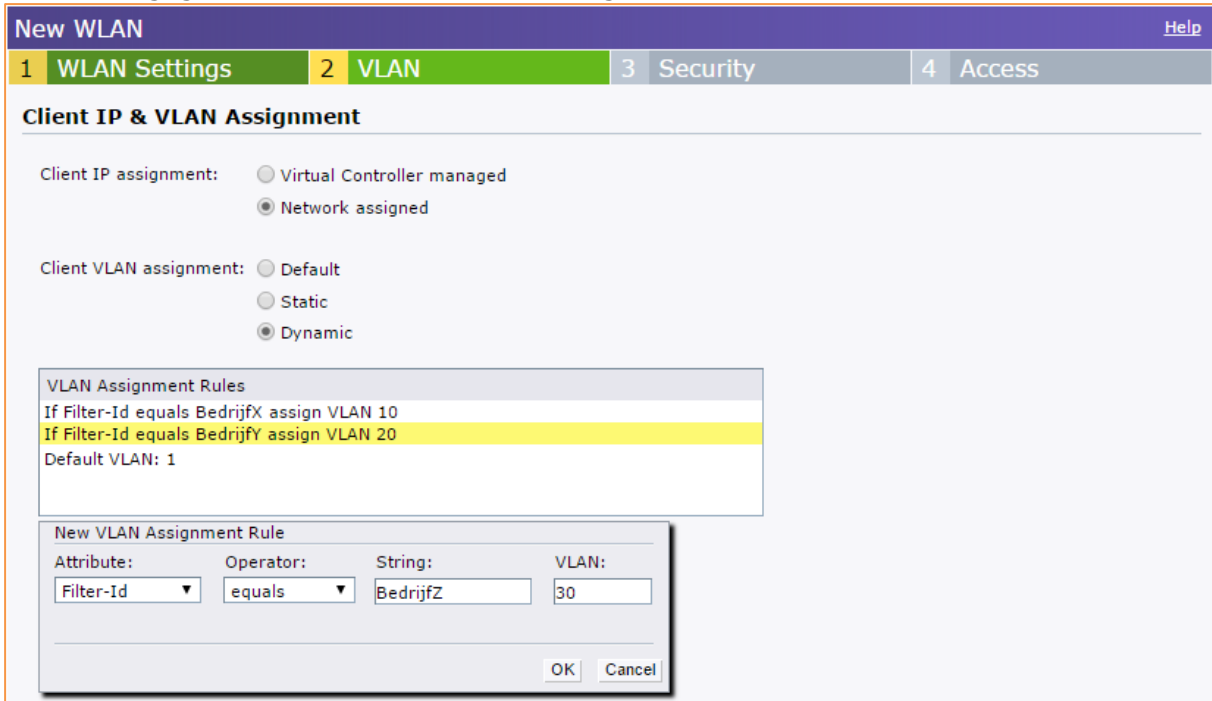 New WLAN Help
1 WLAN Settings 2 VLAN 3 Security 4 Access
Client IP & VLAN Assignment
Client IP assignment: Virtual Controller managed
Network assigned
Client VLAN assignment: Default
Static
Dynamic
VLAN Assignment Rules
If Filter-Id equals BedrijfX assign VLAN 10
If Filter-Id equals BedrijfY assign VLAN 20
Default VLAN: 1
New VLAN Assignment Rule
Attribute: Operator: String: VLAN:
Filter-Id equals BedrijfZ 30
OK Cancel